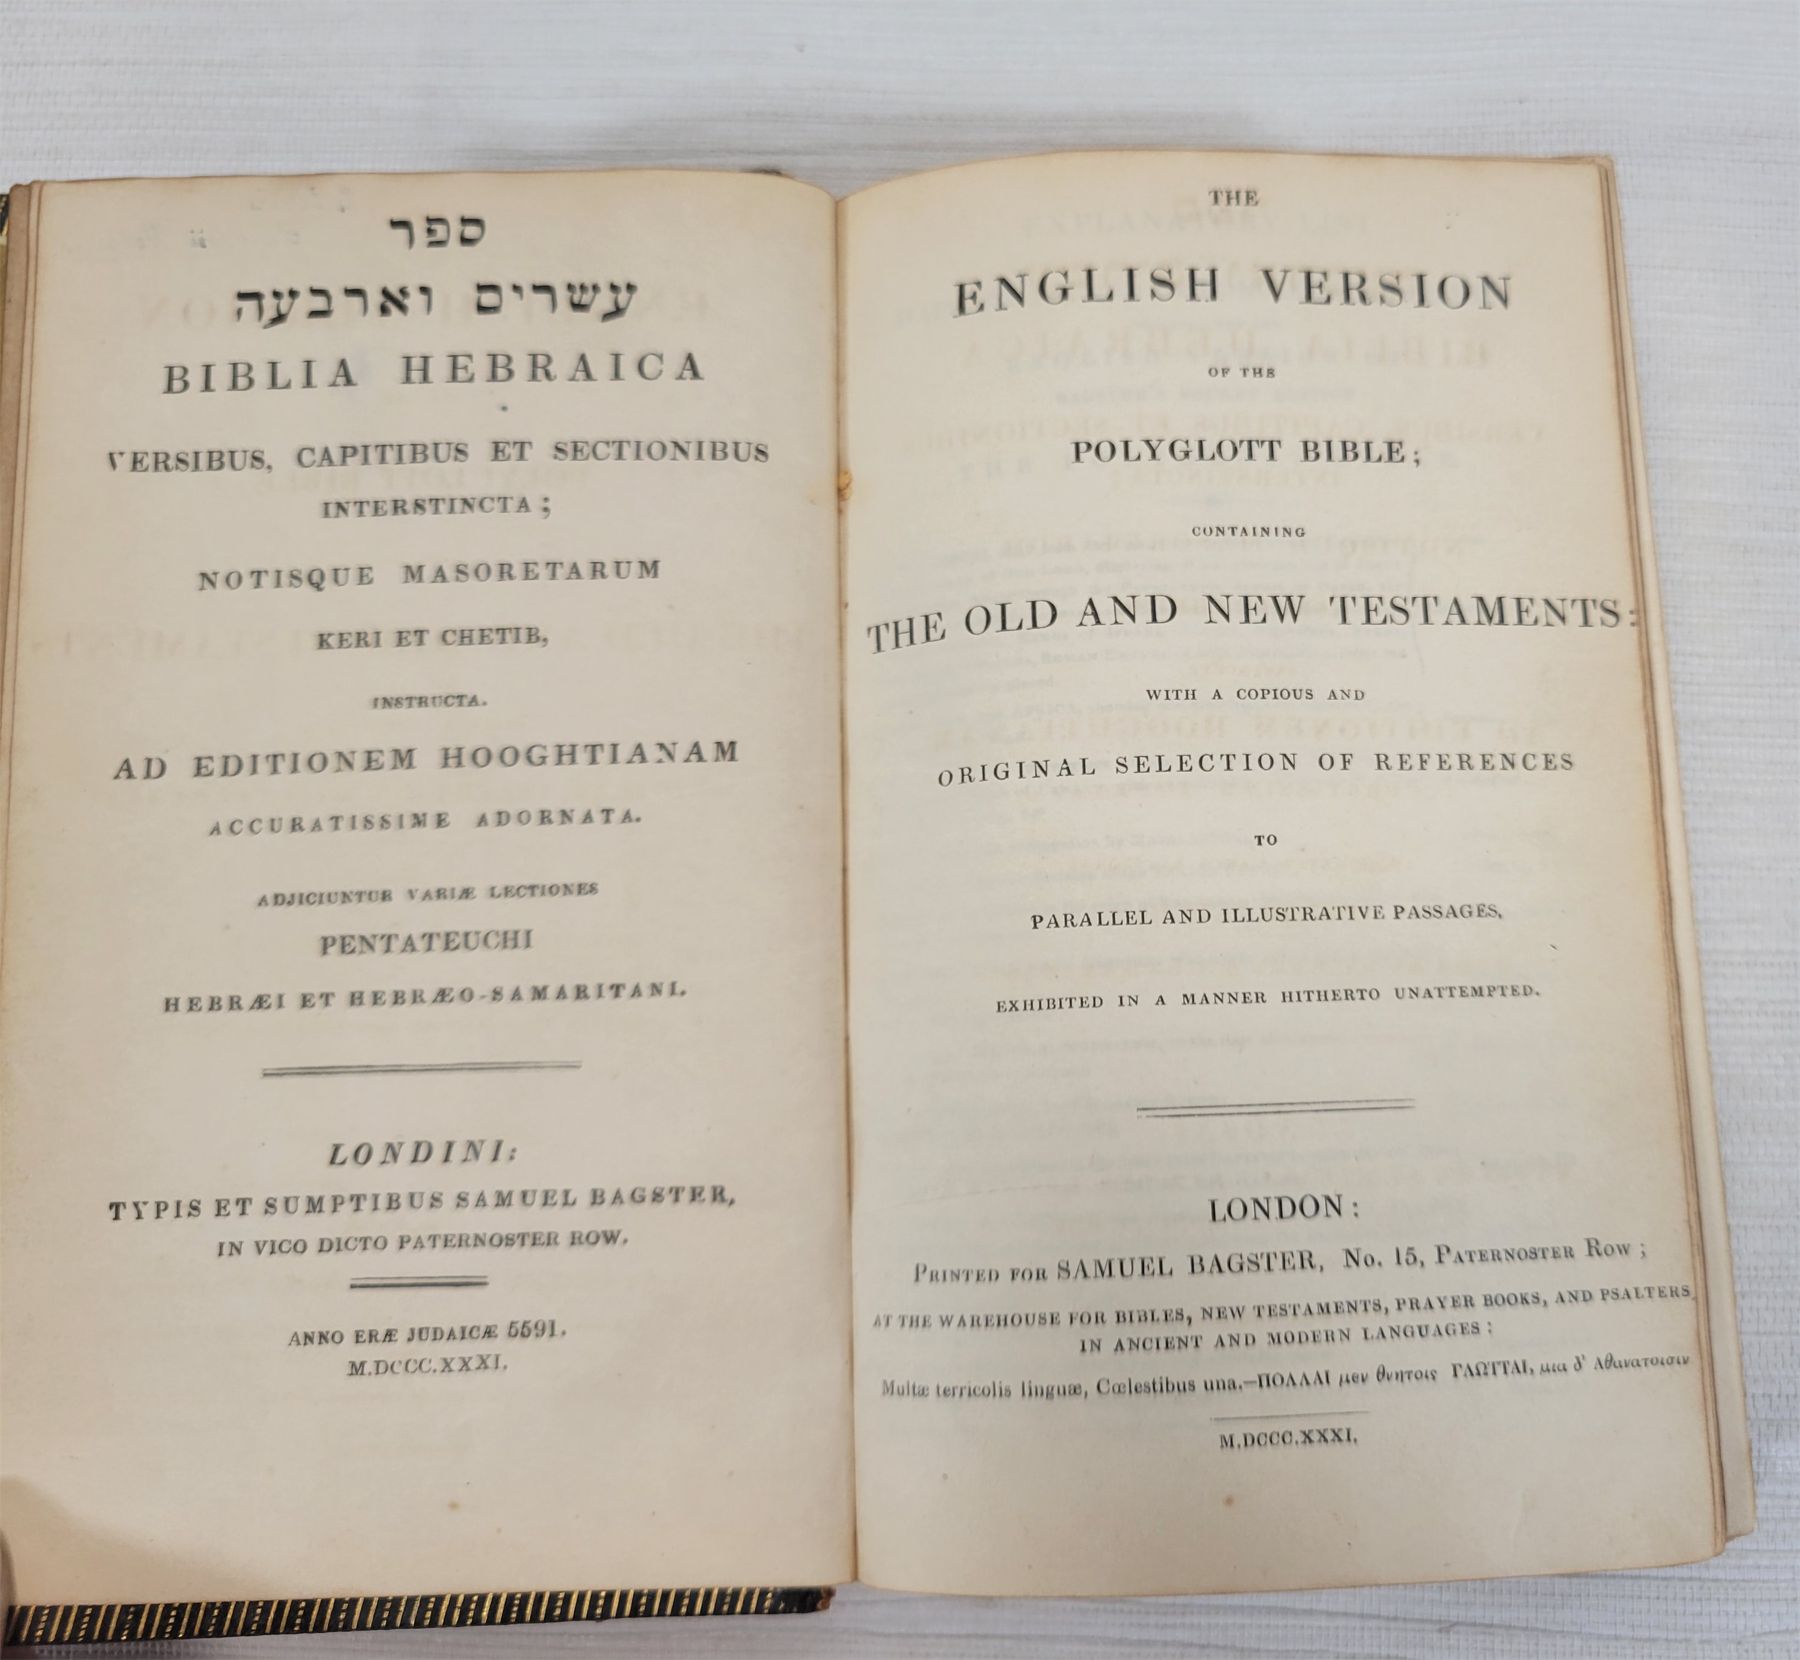 ספר
עשרים וארבעה
BIBLIA HEBRAICA
VERSIBUS, CAPITIBUS ET SECTIONIBUS
INTERSTINCTA;
NOTISQUE MASORETARUM
KERI ET CHETIB,
INSTRUCTA.
AD EDITIONEM HOOGHTIANAM
ACCURATISSIME ADORNATA.
ADJICIUNTUR VARIÆ LECTIONES
PENTATEUCHI
HEBRÆI ET HEBRÆO-SAMARITANI.
LONDINI:
TYPIS ET SUMPTIBUS SAMUEL BAGSTER,
IN VICO DICTO PATERNOSTER ROW.
ANNO ERÆ JUDAICÆ 5591.
M.DCCC.XXXI.
THE
ENGLISH VERSION
OF THE
POLYGLOTT BIBLE;
CONTAINING
THE OLD AND NEW TESTAMENTS:
WITH A COPIOUS AND
ORIGINAL SELECTION OF REFERENCES
TO
PARALLEL AND ILLUSTRATIVE PASSAGES,
EXHIBITED IN A MANNER HITHERTO UNATTEMPTED.
LONDON:
PRINTED FOR SAMUEL BAGSTER, No. 15, PATERNOSTER ROW;
AT THE WAREHOUSE FOR BIBLES, NEW TESTAMENTS, PRAYER BOOKS, AND PSALTERS,
IN ANCIENT AND MODERN LANGUAGES;
Multæ terricolis linguæ, Cœlestibus una.—ΠΟΛΛΑΙ μεν θνητοις ΓΛΩΤΤΑΙ, μια δ' Αθανατοισιν
M.DCCC.XXXI.